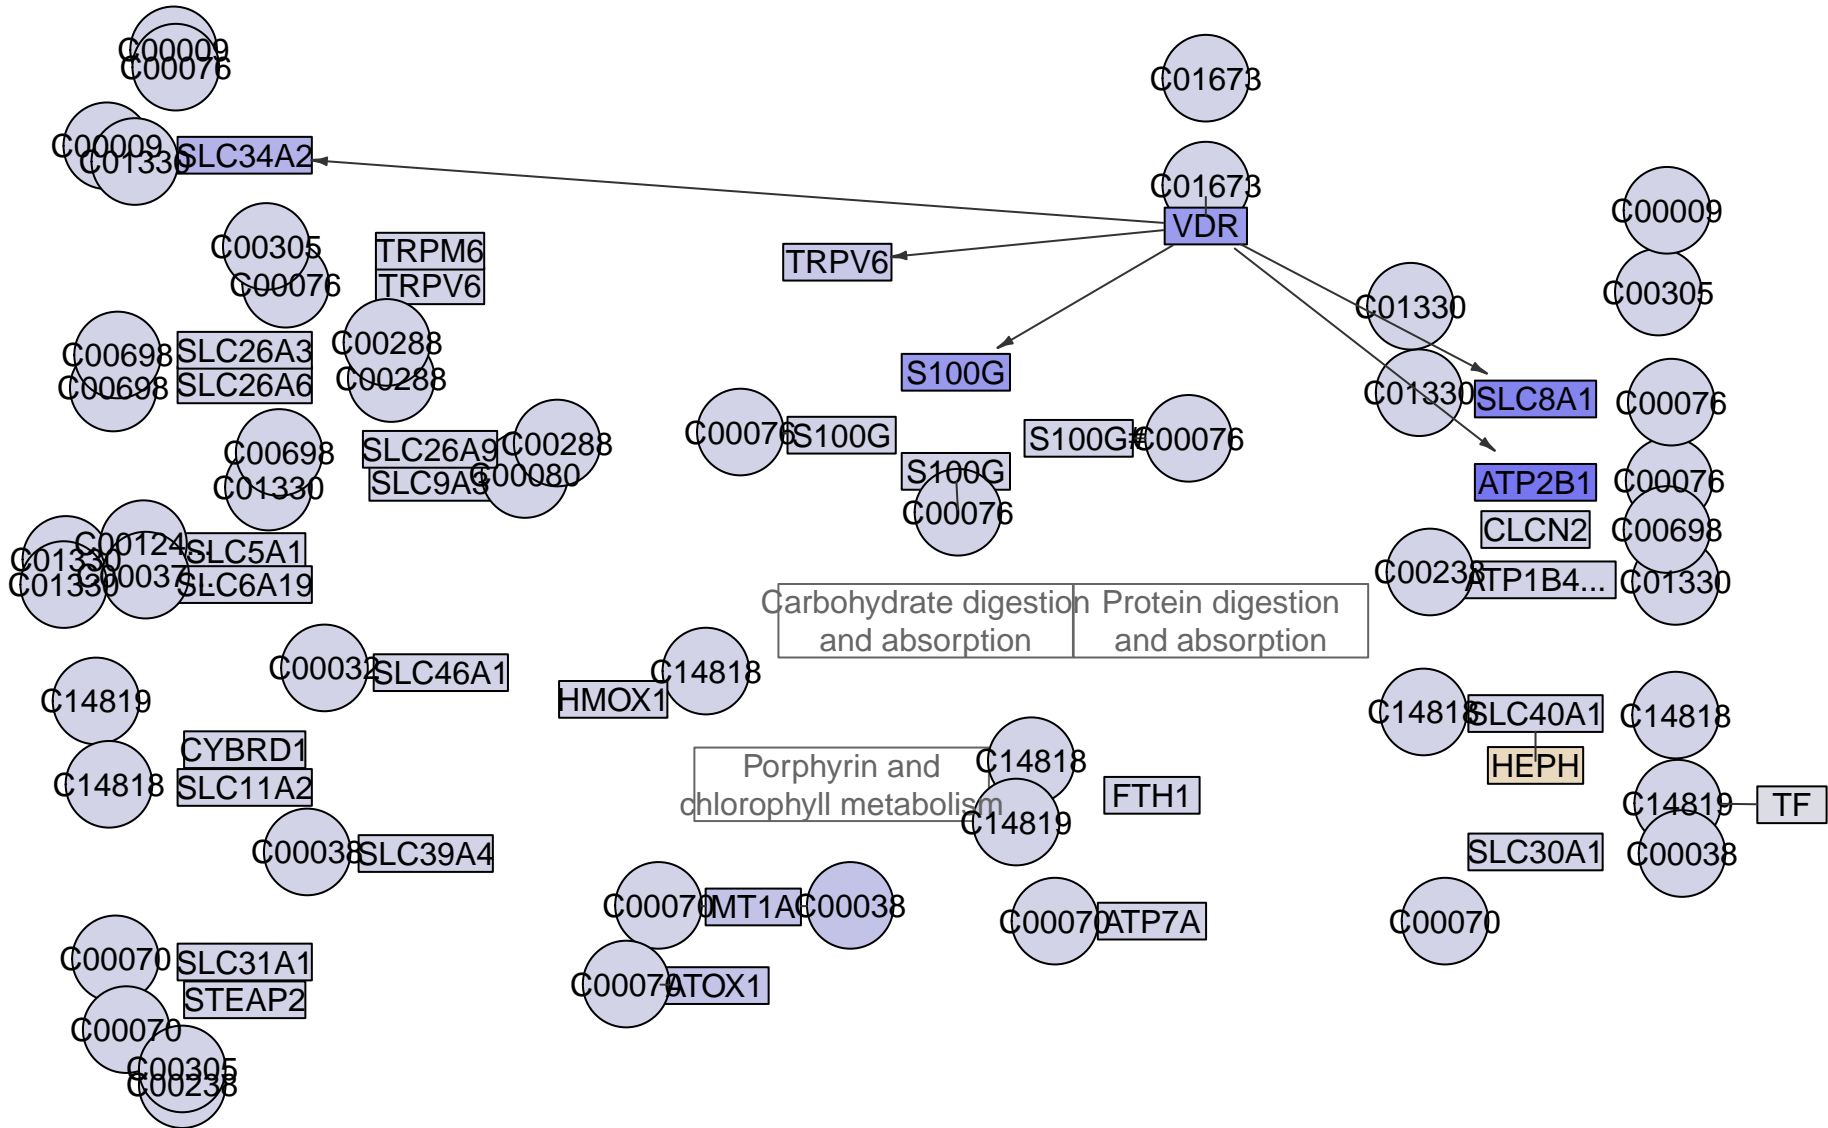 C00009
C00076
C01673
C00009
C01330
SLC34A2
C01673
VDR
C00009
C00305
C00076
TRPM6
TRPV6
TRPV6
C01330
C00305
C00698
C00698
SLC26A3
SLC26A6
C00288
C00288
S100G
C01330
SLC8A1
C00076
C00698
C01330
SLC26A9
SLC9A3
C00288
C00080
C00076
S100G
S100G
C00076
S100G#
C00076
ATP2B1
C00076
CLCN2
C00698
C01330
C01330
C00124...
C00037...
SLC5A1
SLC6A19
C00238
ATP1B4...
C01330
Carbohydrate digestion
and absorption
Protein digestion
and absorption
C00032
SLC46A1
HMOX1
C14818
C14819
C14818
CYBRD1
SLC11A2
C14818
SLC40A1
HEPH
C14818
Porphyrin and
chlorophyll metabolism
C14818
C14819
FTH1
C14819
TF
C00038
SLC39A4
SLC30A1
C00038
C00070
MT1A
C00038
C00070
ATP7A
C00070
C00070
SLC31A1
STEAP2
C00070
ATOX1
C00070
C00305
C00238